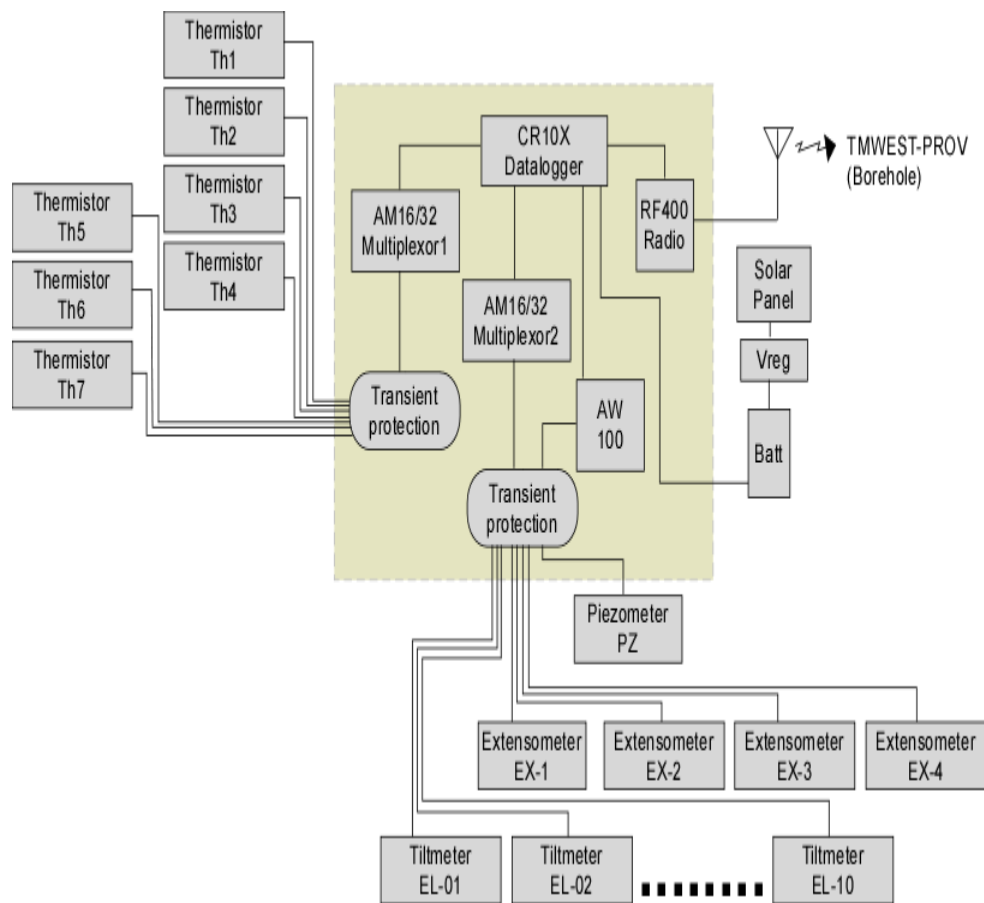 Thermistor
Th1
Thermistor
Th2
Thermistor
Th3
Thermistor
Th4
Thermistor
Th5
Thermistor
Th6
Thermistor
Th7
CR10X
Datalogger
AM16/32
Multiplexor1
AM16/32
Multiplexor2
RF400
Radio
TMWEST-PROV
(Borehole)
Solar
Panel
Vreg
Batt
Transient
protection
AW
100
Transient
protection
Piezometer
PZ
Extensometer
EX-1
Extensometer
EX-2
Extensometer
EX-3
Extensometer
EX-4
Tiltmeter
EL-01
Tiltmeter
EL-02
Tiltmeter
EL-10